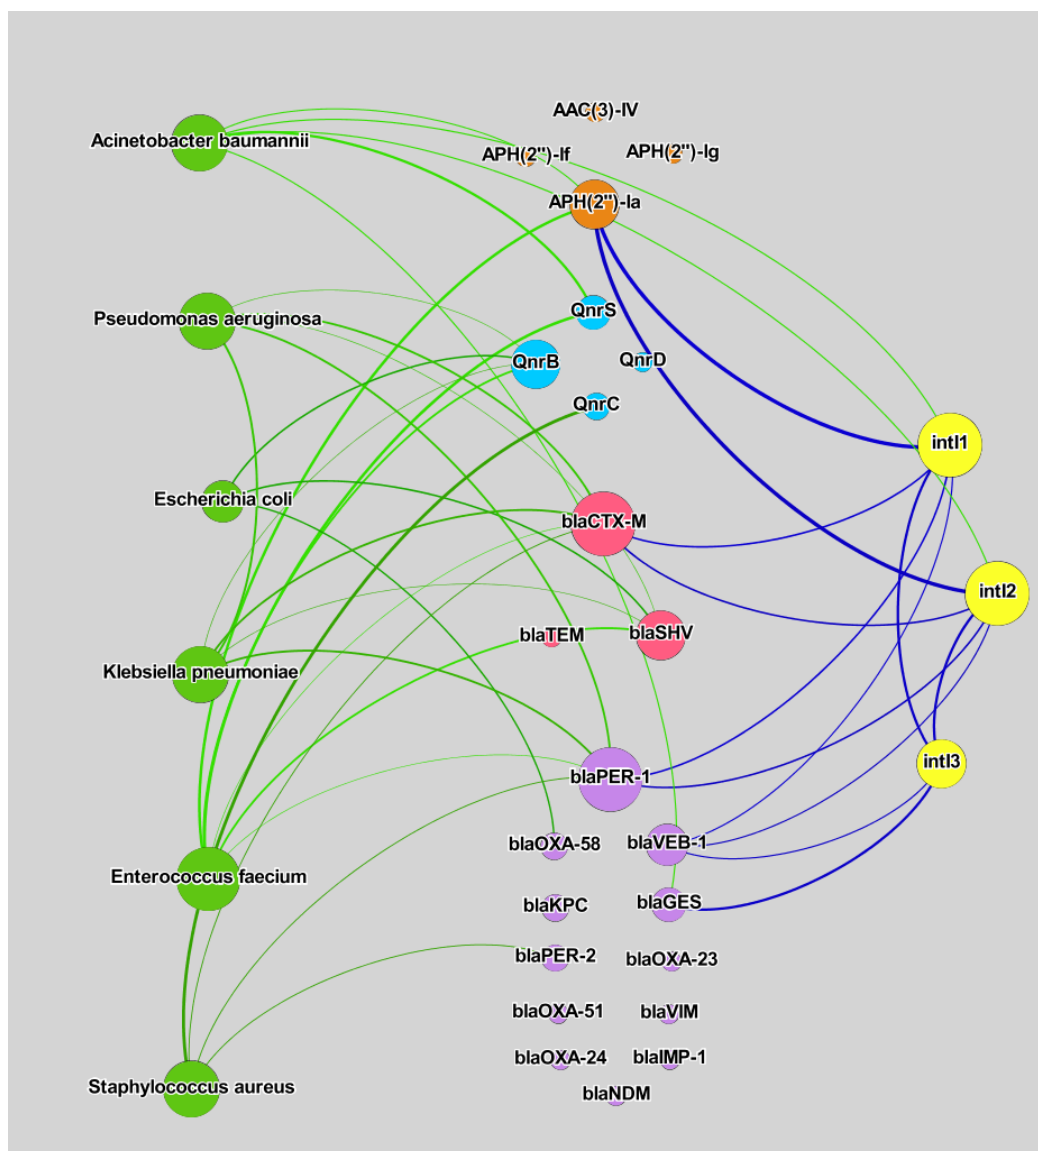 AAC(3)-IV
Acinetobacter baumannii
APH(2")-If
APH(2")-Ig
APH(2")-Ia
QnrS
Pseudomonas aeruginosa
QnrB
QnrD
QnrC
intI1
Escherichia coli
blaCTX-M
intI2
blaTEM
blaSHV
Klebsiella pneumoniae
intI3
blaPER-1
blaOXA-58
blaVEB-1
Enterococcus faecium
blaKPC
blaGES
blaPER-2
blaOXA-23
blaOXA-51
blaVIM
blaOXA-24
blaIMP-1
Staphylococcus aureus
blaNDM